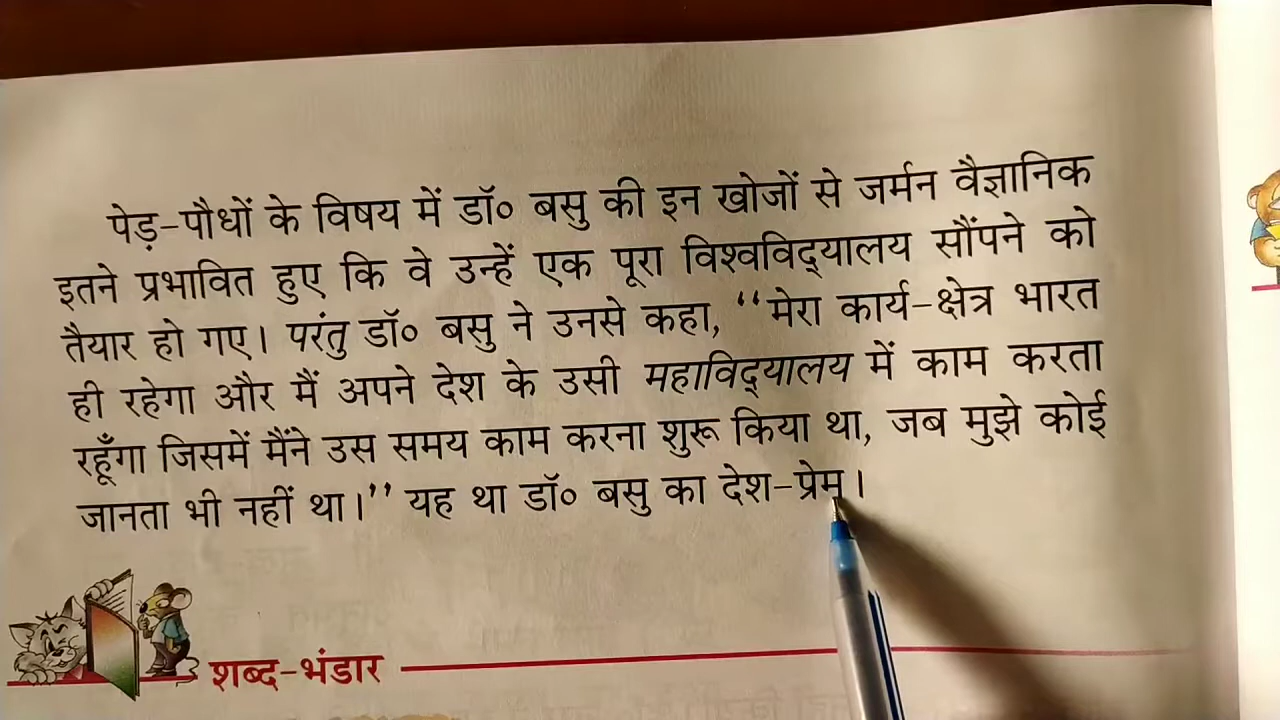 पेड़-पौधों के विषय में डॉ० बसु की इन खोजों से जर्मन वैज्ञानिक
इतने प्रभावित हुए कि वे उन्हें एक पूरा विश्वविद्‌यालय सौंपने को
तैयार हो गए। परंतु डॉ० बसु ने उनसे कहा, ‘‘मेरा कार्य-क्षेत्र भारत
ही रहेगा और मैं अपने देश के उसी महाविद्‌यालय में काम करता
रहूँगा जिसमें मैंने उस समय काम करना शुरू किया था, जब मुझे कोई
जानता भी नहीं था।’’ यह था डॉ० बसु का देश-प्रेम।
शब्द-भंडार